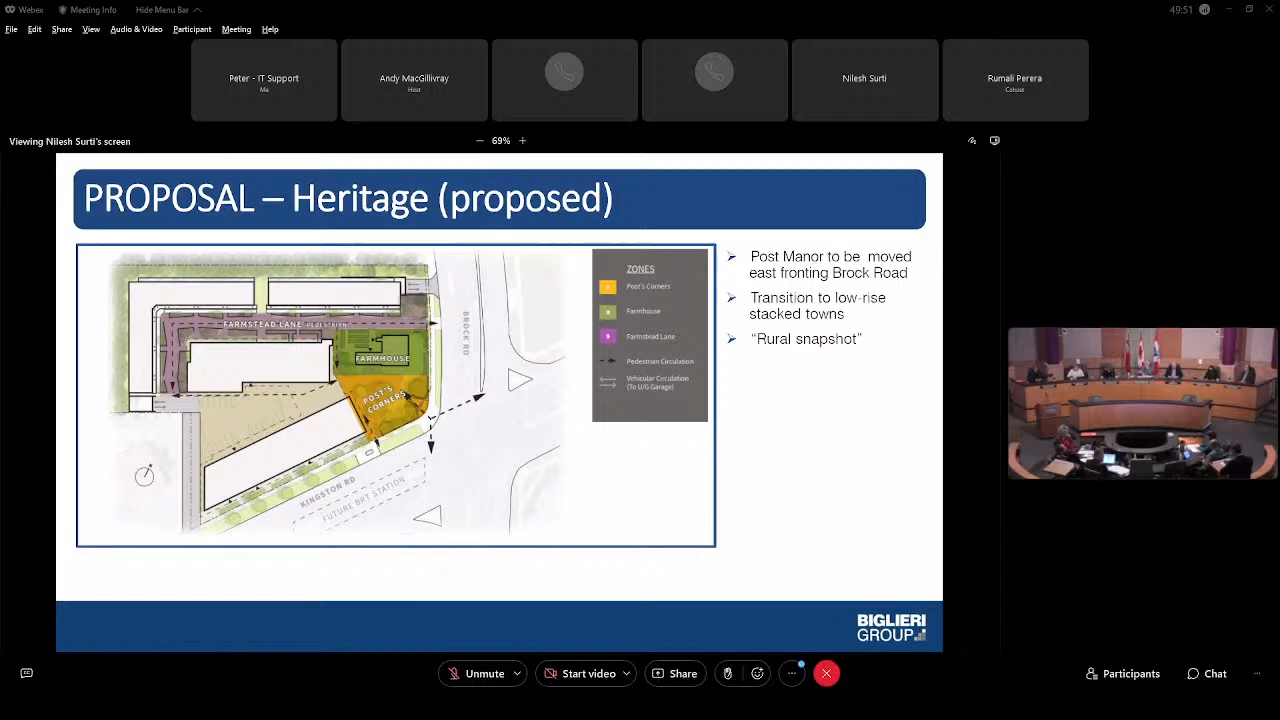 Webex
Meeting Info
Hide Menu Bar
49:51
File Edit Share View Audio & Video Participant Meeting Help
Peter - IT Support
Me
Andy MacGillivray
Host
Nilesh Surti
Rumali Perera
Cohost
Viewing Nilesh Surti's screen
69%
PROPOSAL – Heritage (proposed)
FARMSTEAD LANE (PEDESTRIAN)
BROCK RD
FARMHOUSE
POST'S
CORNERS
KINGSTON RD
FUTURE BRT STATION
ZONES
Post's Corners
Farmhouse
Farmstead Lane
Pedestrian Circulation
Vehicular Circulation
(To U/G Garage)
Post Manor to be moved
east fronting Brock Road
Transition to low-rise
stacked towns
“Rural snapshot”
BIGLIERI
GROUP
Unmute
Start video
Share
Participants
Chat